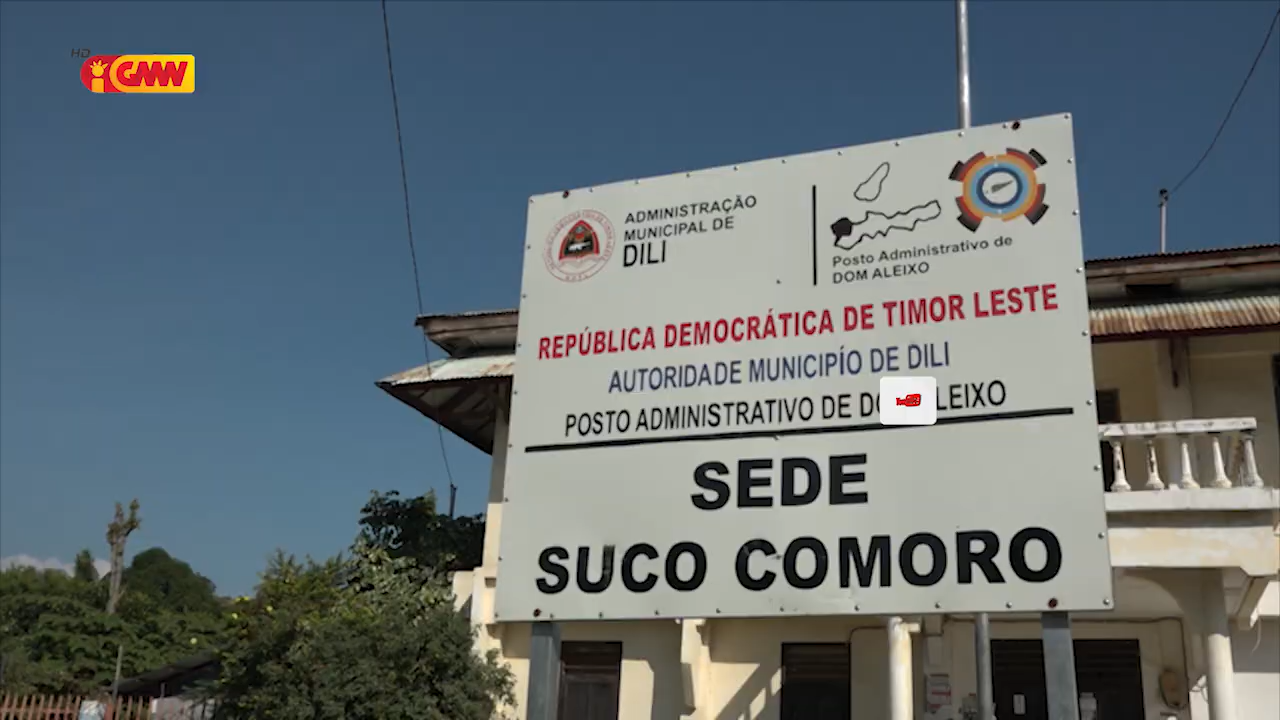 HD
GMN
ADMINISTRAÇÃO
MUNICIPAL DE
DILI
Posto Administrativo de
DOM ALEIXO
REPÚBLICA DEMOCRÁTICA DE TIMOR LESTE
AUTORIDADE MUNICIPÍO DE DILI
POSTO ADMINISTRATIVO DE LEIXO
SEDE
SUCO COMORO